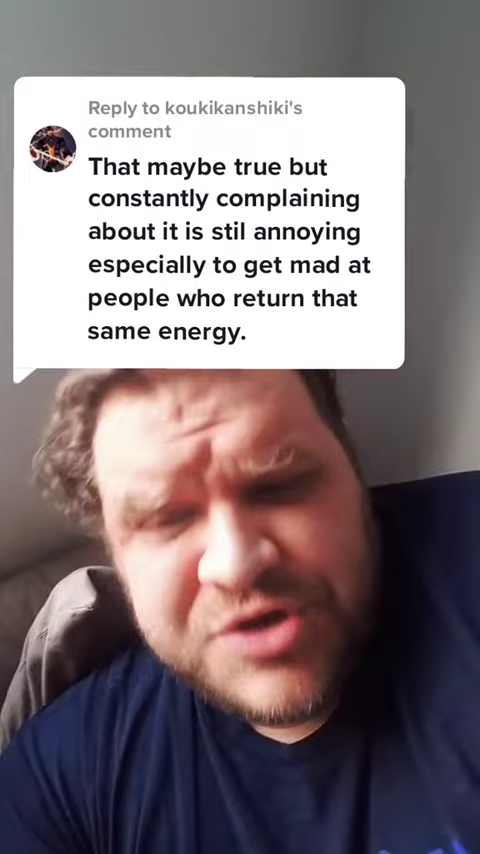 Reply to koukikanshiki's
comment
That maybe true but
constantly complaining
about it is stil annoying
especially to get mad at
people who return that
same energy.